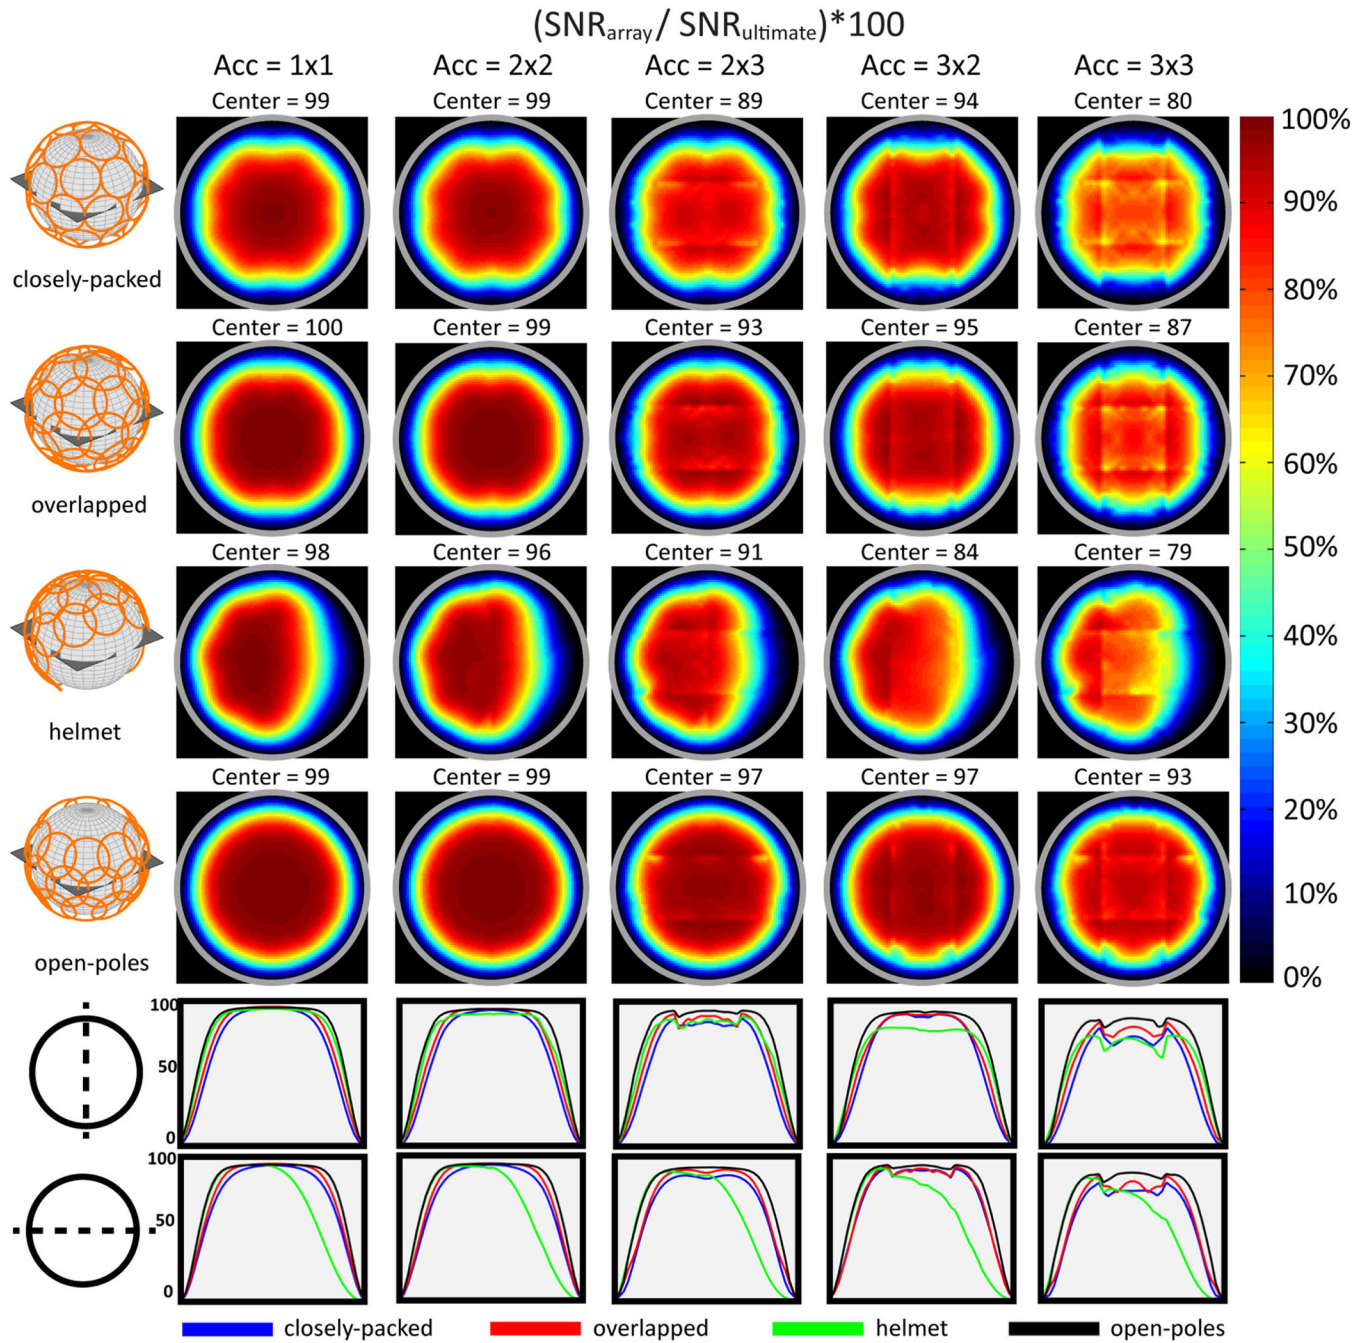 (SNRarray/ SNRultimate)*100
Acc = 1x1 Acc = 2x2 Acc = 2x3 Acc = 3x2 Acc = 3x3
Center = 99 Center = 99 Center = 89 Center = 94 Center = 80
closely-packed
Center = 100 Center = 99 Center = 93 Center = 95 Center = 87
overlapped
Center = 98 Center = 96 Center = 91 Center = 84 Center = 79
helmet
Center = 99 Center = 99 Center = 97 Center = 97 Center = 93
open-poles
100%
90%
80%
70%
60%
50%
40%
30%
20%
10%
0%
100
50
0
100
50
0
closely-packed overlapped helmet open-poles